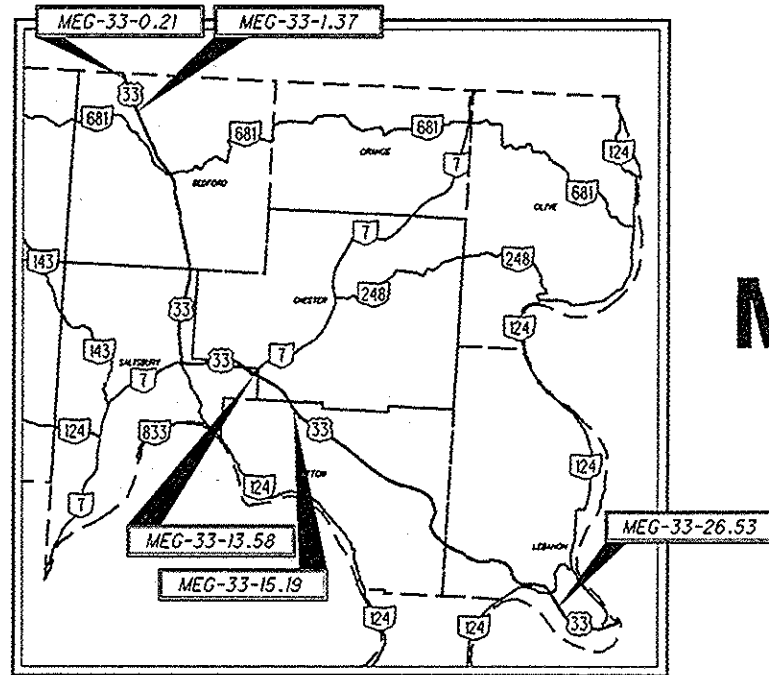 MEG-33-0.21 MEG-33-1.37
33
681 681 681
ORANGE
124
7
BEDFORD
681
OLIVE
7
143 248
CHESTER 248
33
124
143
SALISBURY 33 7
7
124 833
33
124
7 124
MEG-33-13.58
LEBANON MEG-33-26.53
MEG-33-15.19
124 124 33
M